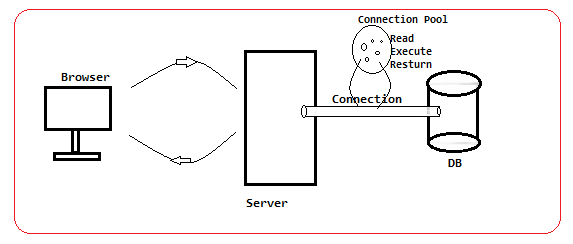 Connection Pool
Read
Execute
Resturn
Browser
Connection
DB
Server